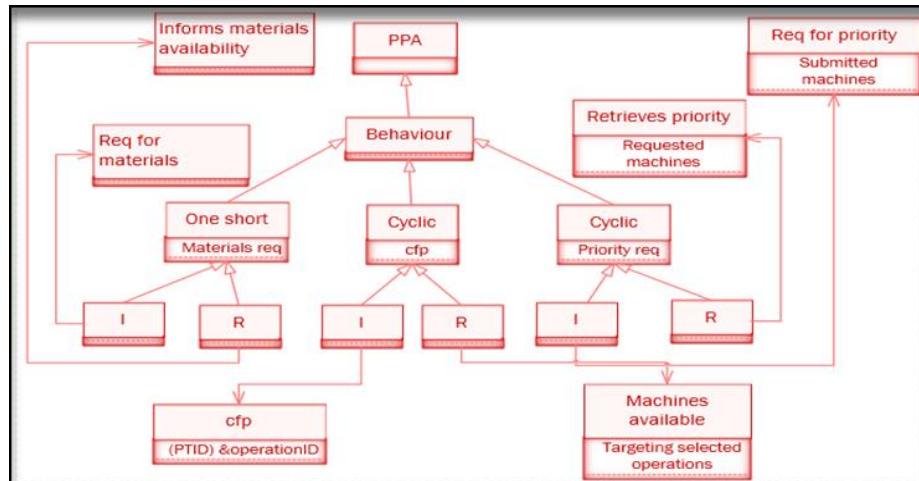 Informs materials
availability
PPA
Req for priority
Submitted
machines
Behaviour
Retrieves priority
Requested
machines
Req for
materials
One short
Materials req
Cyclic
cfp
Cyclic
Priority req
I
R
I
R
I
R
cfp
(PTID) &operationID
Machines
available
Targeting selected
operations